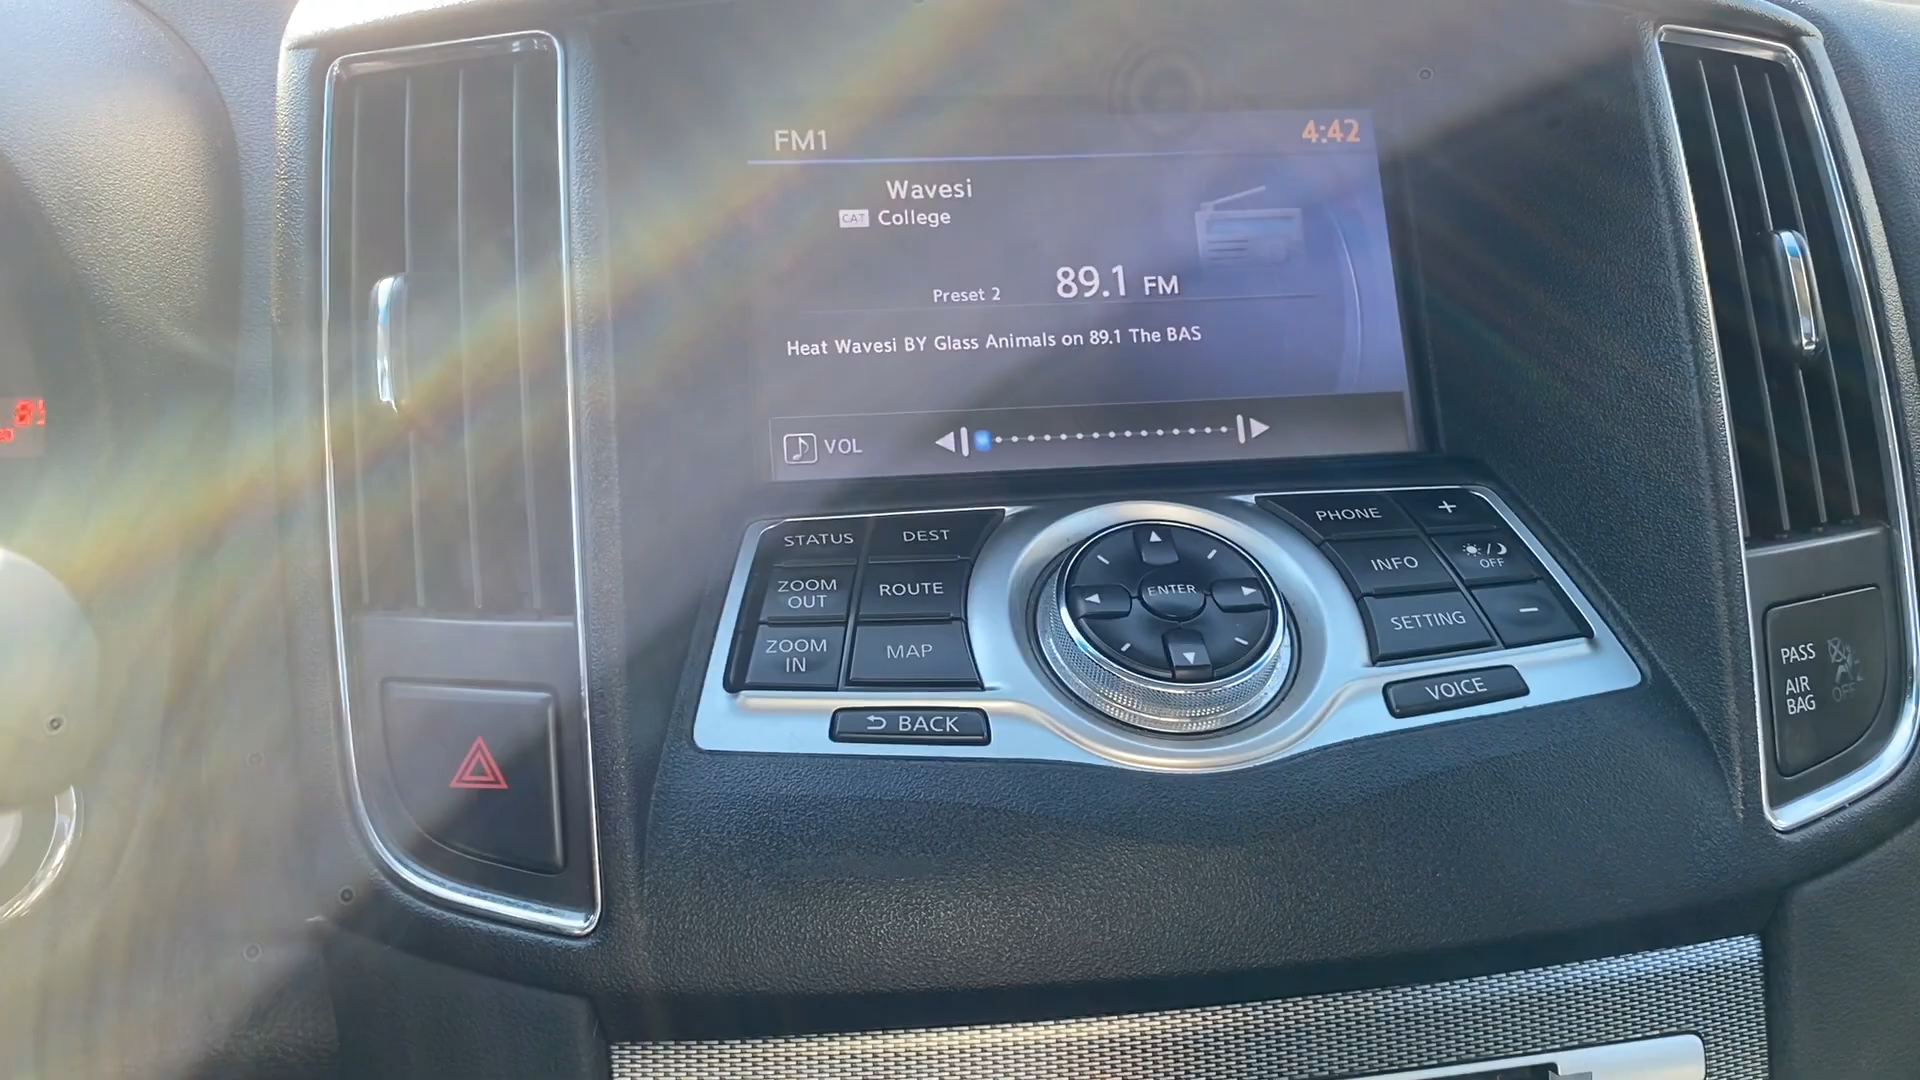 FM1 4:42
Wavesi
CAT College
Preset 2 89.1 FM
Heat Wavesi BY Glass Animals on 89.1 The BAS
VOL
STATUS DEST
ZOOM OUT ROUTE
ZOOM IN MAP
BACK
ENTER
PHONE +
INFO OFF
SETTING −
VOICE
PASS
AIR
BAG
OFF